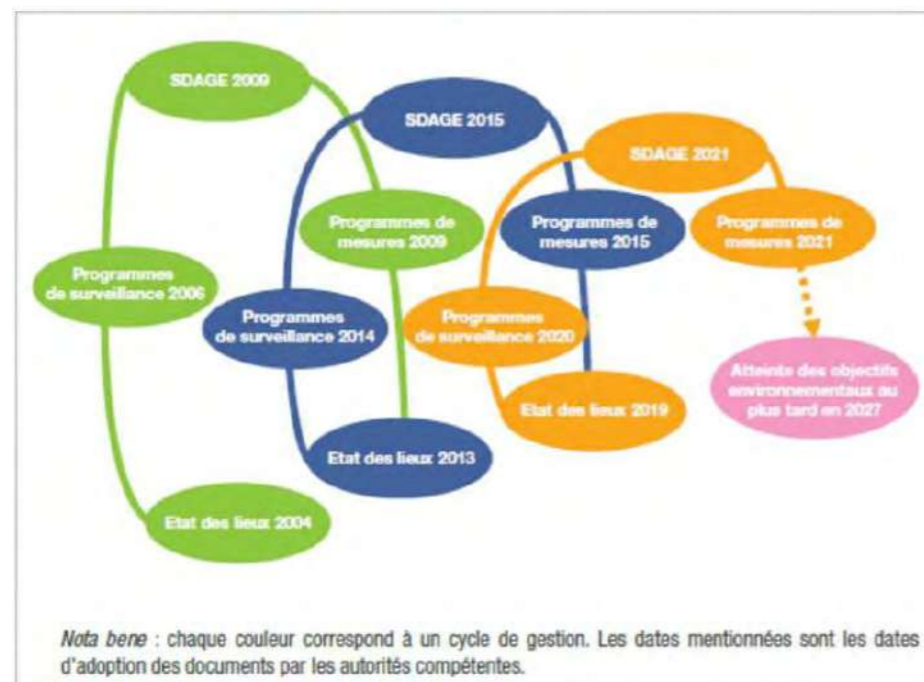 SDAGE 2009
SDAGE 2015
SDAGE 2021
Programmes de
mesures 2009
Programmes de
mesures 2015
Programmes de
mesures 2021
Programmes
de surveillance 2006
Programmes
de surveillance 2014
Programmes
de surveillance 2020
Atteinte des objectifs
environnementaux au
plus tard en 2027
Etat des lieux 2019
Etat des lieux 2013
Etat des lieux 2004
Nota bene : chaque couleur correspond à un cycle de gestion. Les dates mentionnées sont les dates
d'adoption des documents par les autorités compétentes.